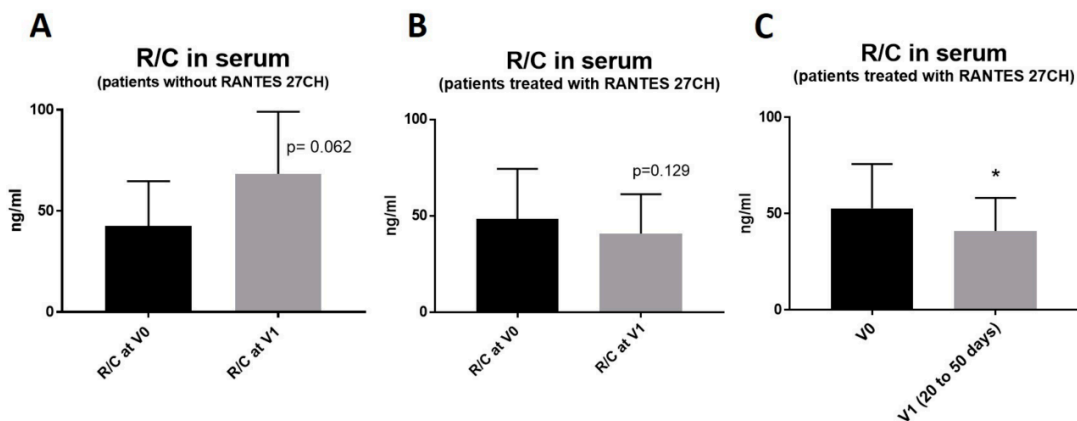 A
R/C in serum
(patients without RANTES 27CH)
100
50
0
ng/ml
p= 0.062
R/C at V0
R/C at V1
B
R/C in serum
(patients treated with RANTES 27CH)
100
50
0
ng/ml
p=0.129
R/C at V0
R/C at V1
C
R/C in serum
(patients treated with RANTES 27CH)
100
50
0
ng/ml
*
V0
V1 (20 to 50 days)